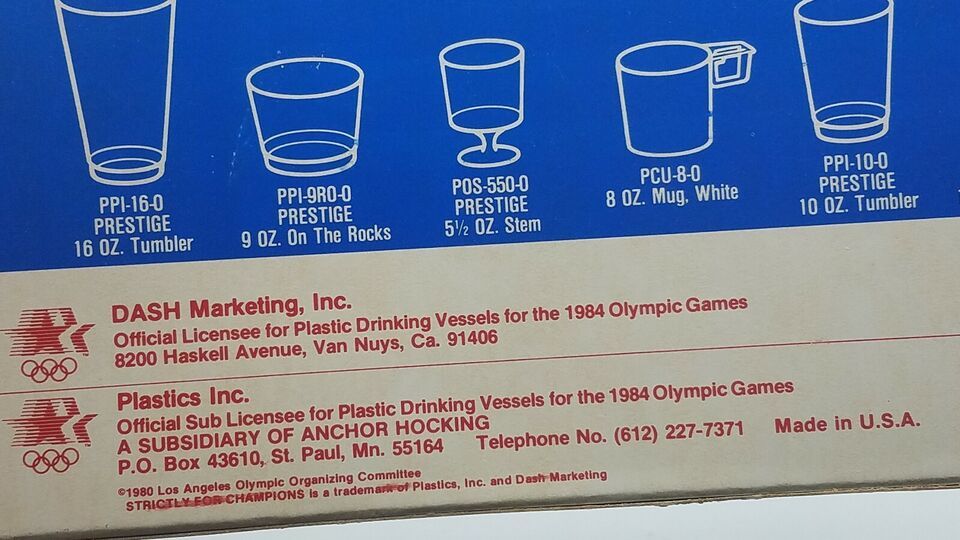 PPI-16-0
PRESTIGE
16 OZ. Tumbler
PPI-9RO-0
PRESTIGE
9 OZ. On The Rocks
POS-550-0
PRESTIGE
5½ OZ. Stem
PCU-8-0
8 OZ. Mug, White
PPI-10-0
PRESTIGE
10 OZ. Tumbler
DASH Marketing, Inc.
Official Licensee for Plastic Drinking Vessels for the 1984 Olympic Games
8200 Haskell Avenue, Van Nuys, Ca. 91406
Plastics Inc.
Official Sub Licensee for Plastic Drinking Vessels for the 1984 Olympic Games
A SUBSIDIARY OF ANCHOR HOCKING
P.O. Box 43610, St. Paul, Mn. 55164 Telephone No. (612) 227-7371 Made in U.S.A.
©1980 Los Angeles Olympic Organizing Committee
STRICTLY FOR CHAMPIONS is a trademark of Plastics, Inc. and Dash Marketing